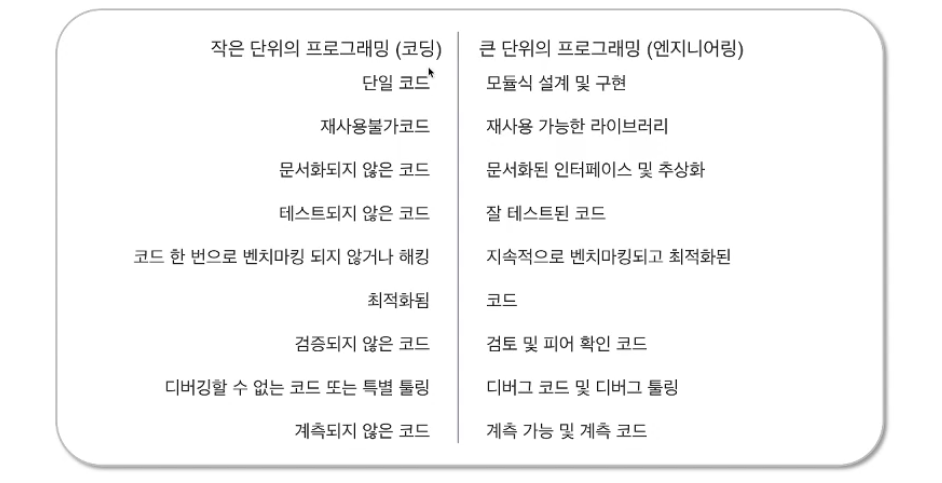 작은 단위의 프로그래밍 (코딩) 큰 단위의 프로그래밍 (엔지니어링)
단일 코드 모듈식 설계 및 구현
재사용불가코드 재사용 가능한 라이브러리
문서화되지 않은 코드 문서화된 인터페이스 및 추상화
테스트되지 않은 코드 잘 테스트된 코드
코드 한 번으로 벤치마킹 되지 않거나 해킹 지속적으로 벤치마킹되고 최적화된
최적화됨 코드
검증되지 않은 코드 검토 및 피어 확인 코드
디버깅할 수 없는 코드 또는 특별 툴링 디버그 코드 및 디버그 툴링
계측되지 않은 코드 계측 가능 및 계측 코드